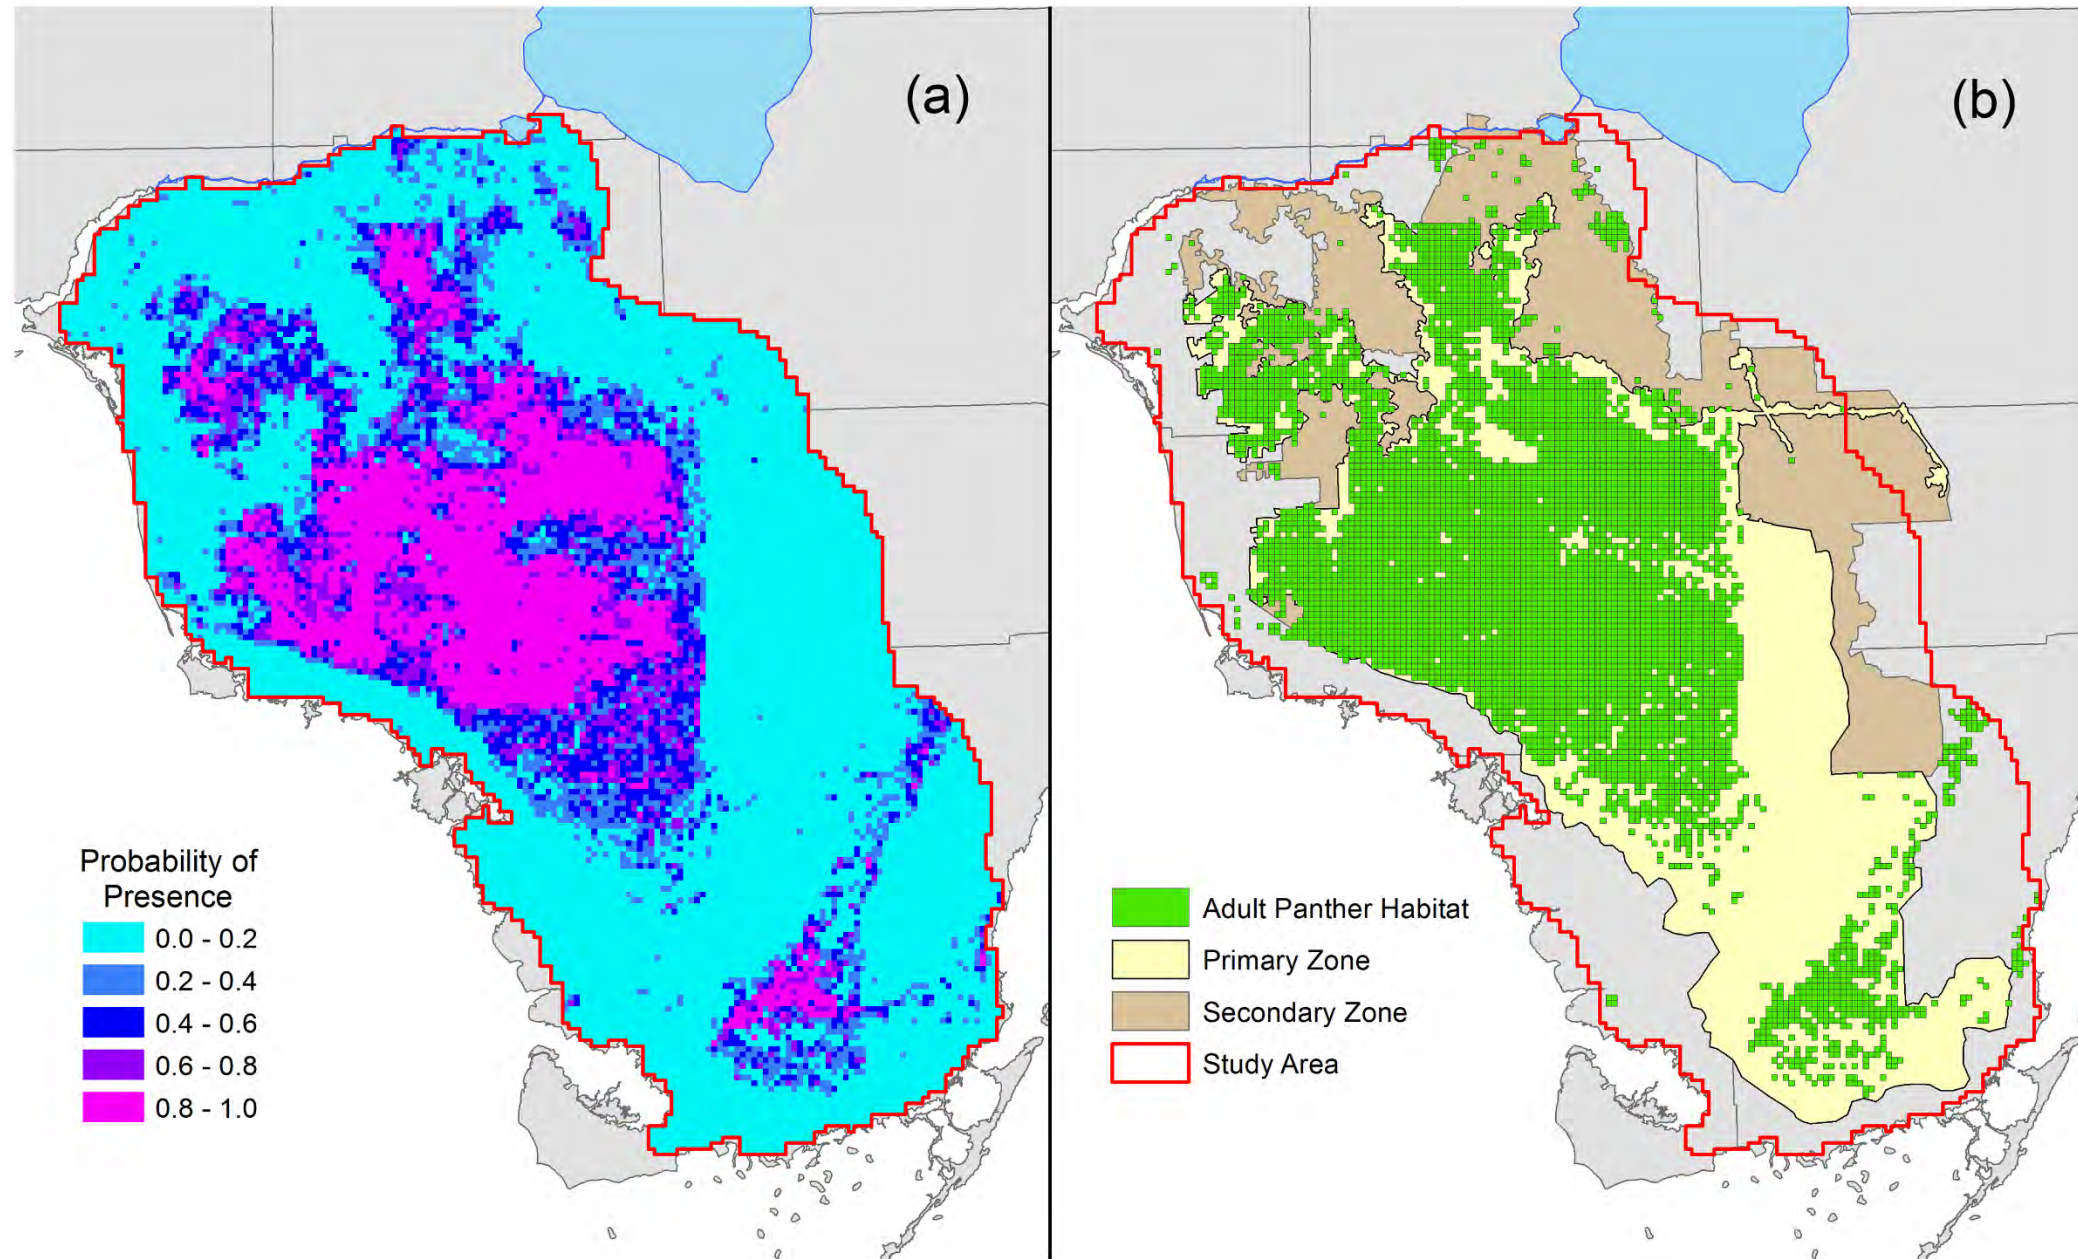 (a)
Probability of
Presence
0.0 - 0.2
0.2 - 0.4
0.4 - 0.6
0.6 - 0.8
0.8 - 1.0
(b)
Adult Panther Habitat
Primary Zone
Secondary Zone
Study Area